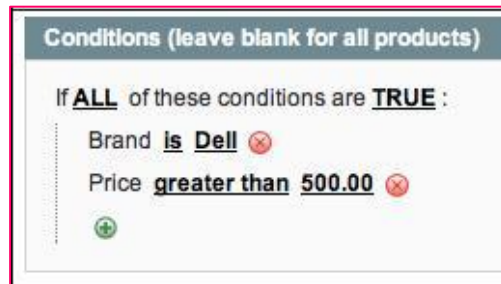 Conditions (leave blank for all products)
If ALL of these conditions are TRUE :
Brand is Dell
Price greater than 500.00